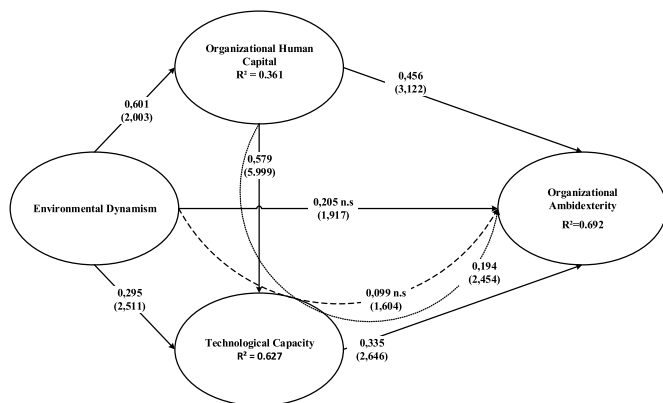 Organizational Human
Capital
R² = 0.361
0,456
(3,122)
0,601
(2,003)
0,579
(5.999)
Environmental Dynamism
0,205 n.s
(1,917)
Organizational
Ambidexterity
R²=0.692
0,194
(2,454)
0,295
(2,511)
0,099 n.s
(1,604)
Technological Capacity
R² = 0.627
0,335
(2,646)